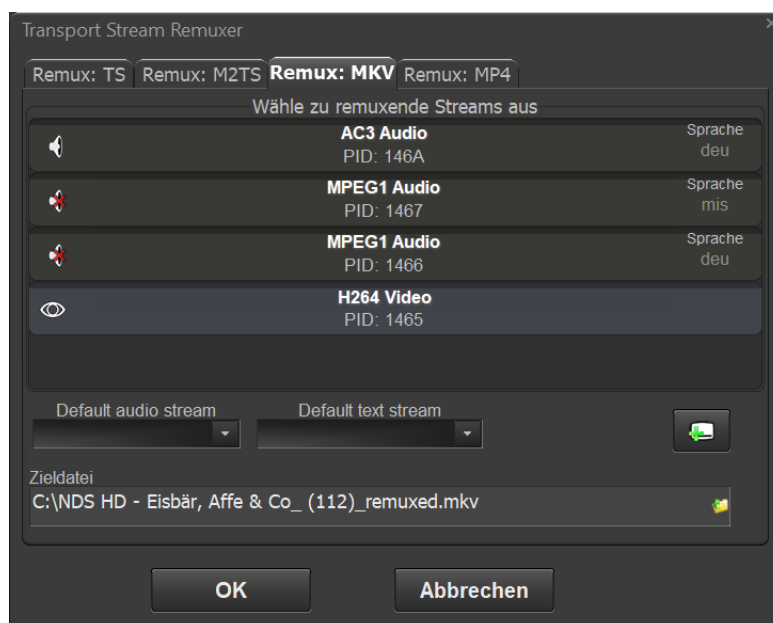 Transport Stream Remuxer
Remux: TS Remux: M2TS Remux: MKV Remux: MP4
Wähle zu remuxende Streams aus
AC3 Audio Sprache
PID: 146A deu
MPEG1 Audio Sprache
PID: 1467 mis
MPEG1 Audio Sprache
PID: 1466 deu
H264 Video
PID: 1465
Default audio stream Default text stream
Zieldatei
C:\NDS HD - Eisbär, Affe & Co_ (112)_remuxed.mkv
OK Abbrechen